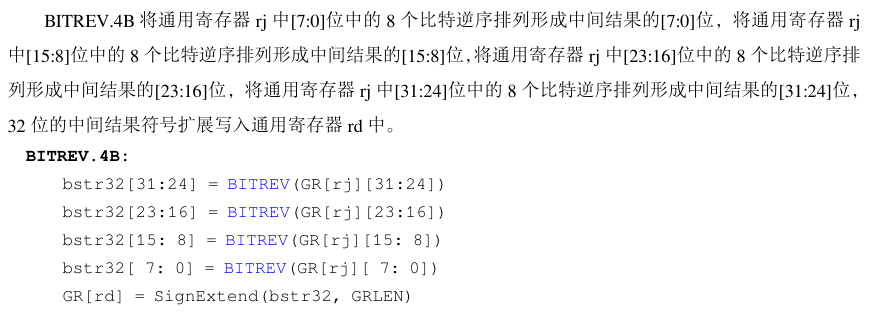 BITREV.4B 将通用寄存器 rj 中[7:0]位中的 8 个比特逆序排列形成中间结果的[7:0]位，将通用寄存器 rj
中[15:8]位中的 8 个比特逆序排列形成中间结果的[15:8]位，将通用寄存器 rj 中[23:16]位中的 8 个比特逆序排
列形成中间结果的[23:16]位，将通用寄存器 rj 中[31:24]位中的 8 个比特逆序排列形成中间结果的[31:24]位，
32 位的中间结果符号扩展写入通用寄存器 rd 中。
BITREV.4B:
bstr32[31:24] = BITREV(GR[rj][31:24])
bstr32[23:16] = BITREV(GR[rj][23:16])
bstr32[15: 8] = BITREV(GR[rj][15: 8])
bstr32[ 7: 0] = BITREV(GR[rj][ 7: 0])
GR[rd] = SignExtend(bstr32, GRLEN)